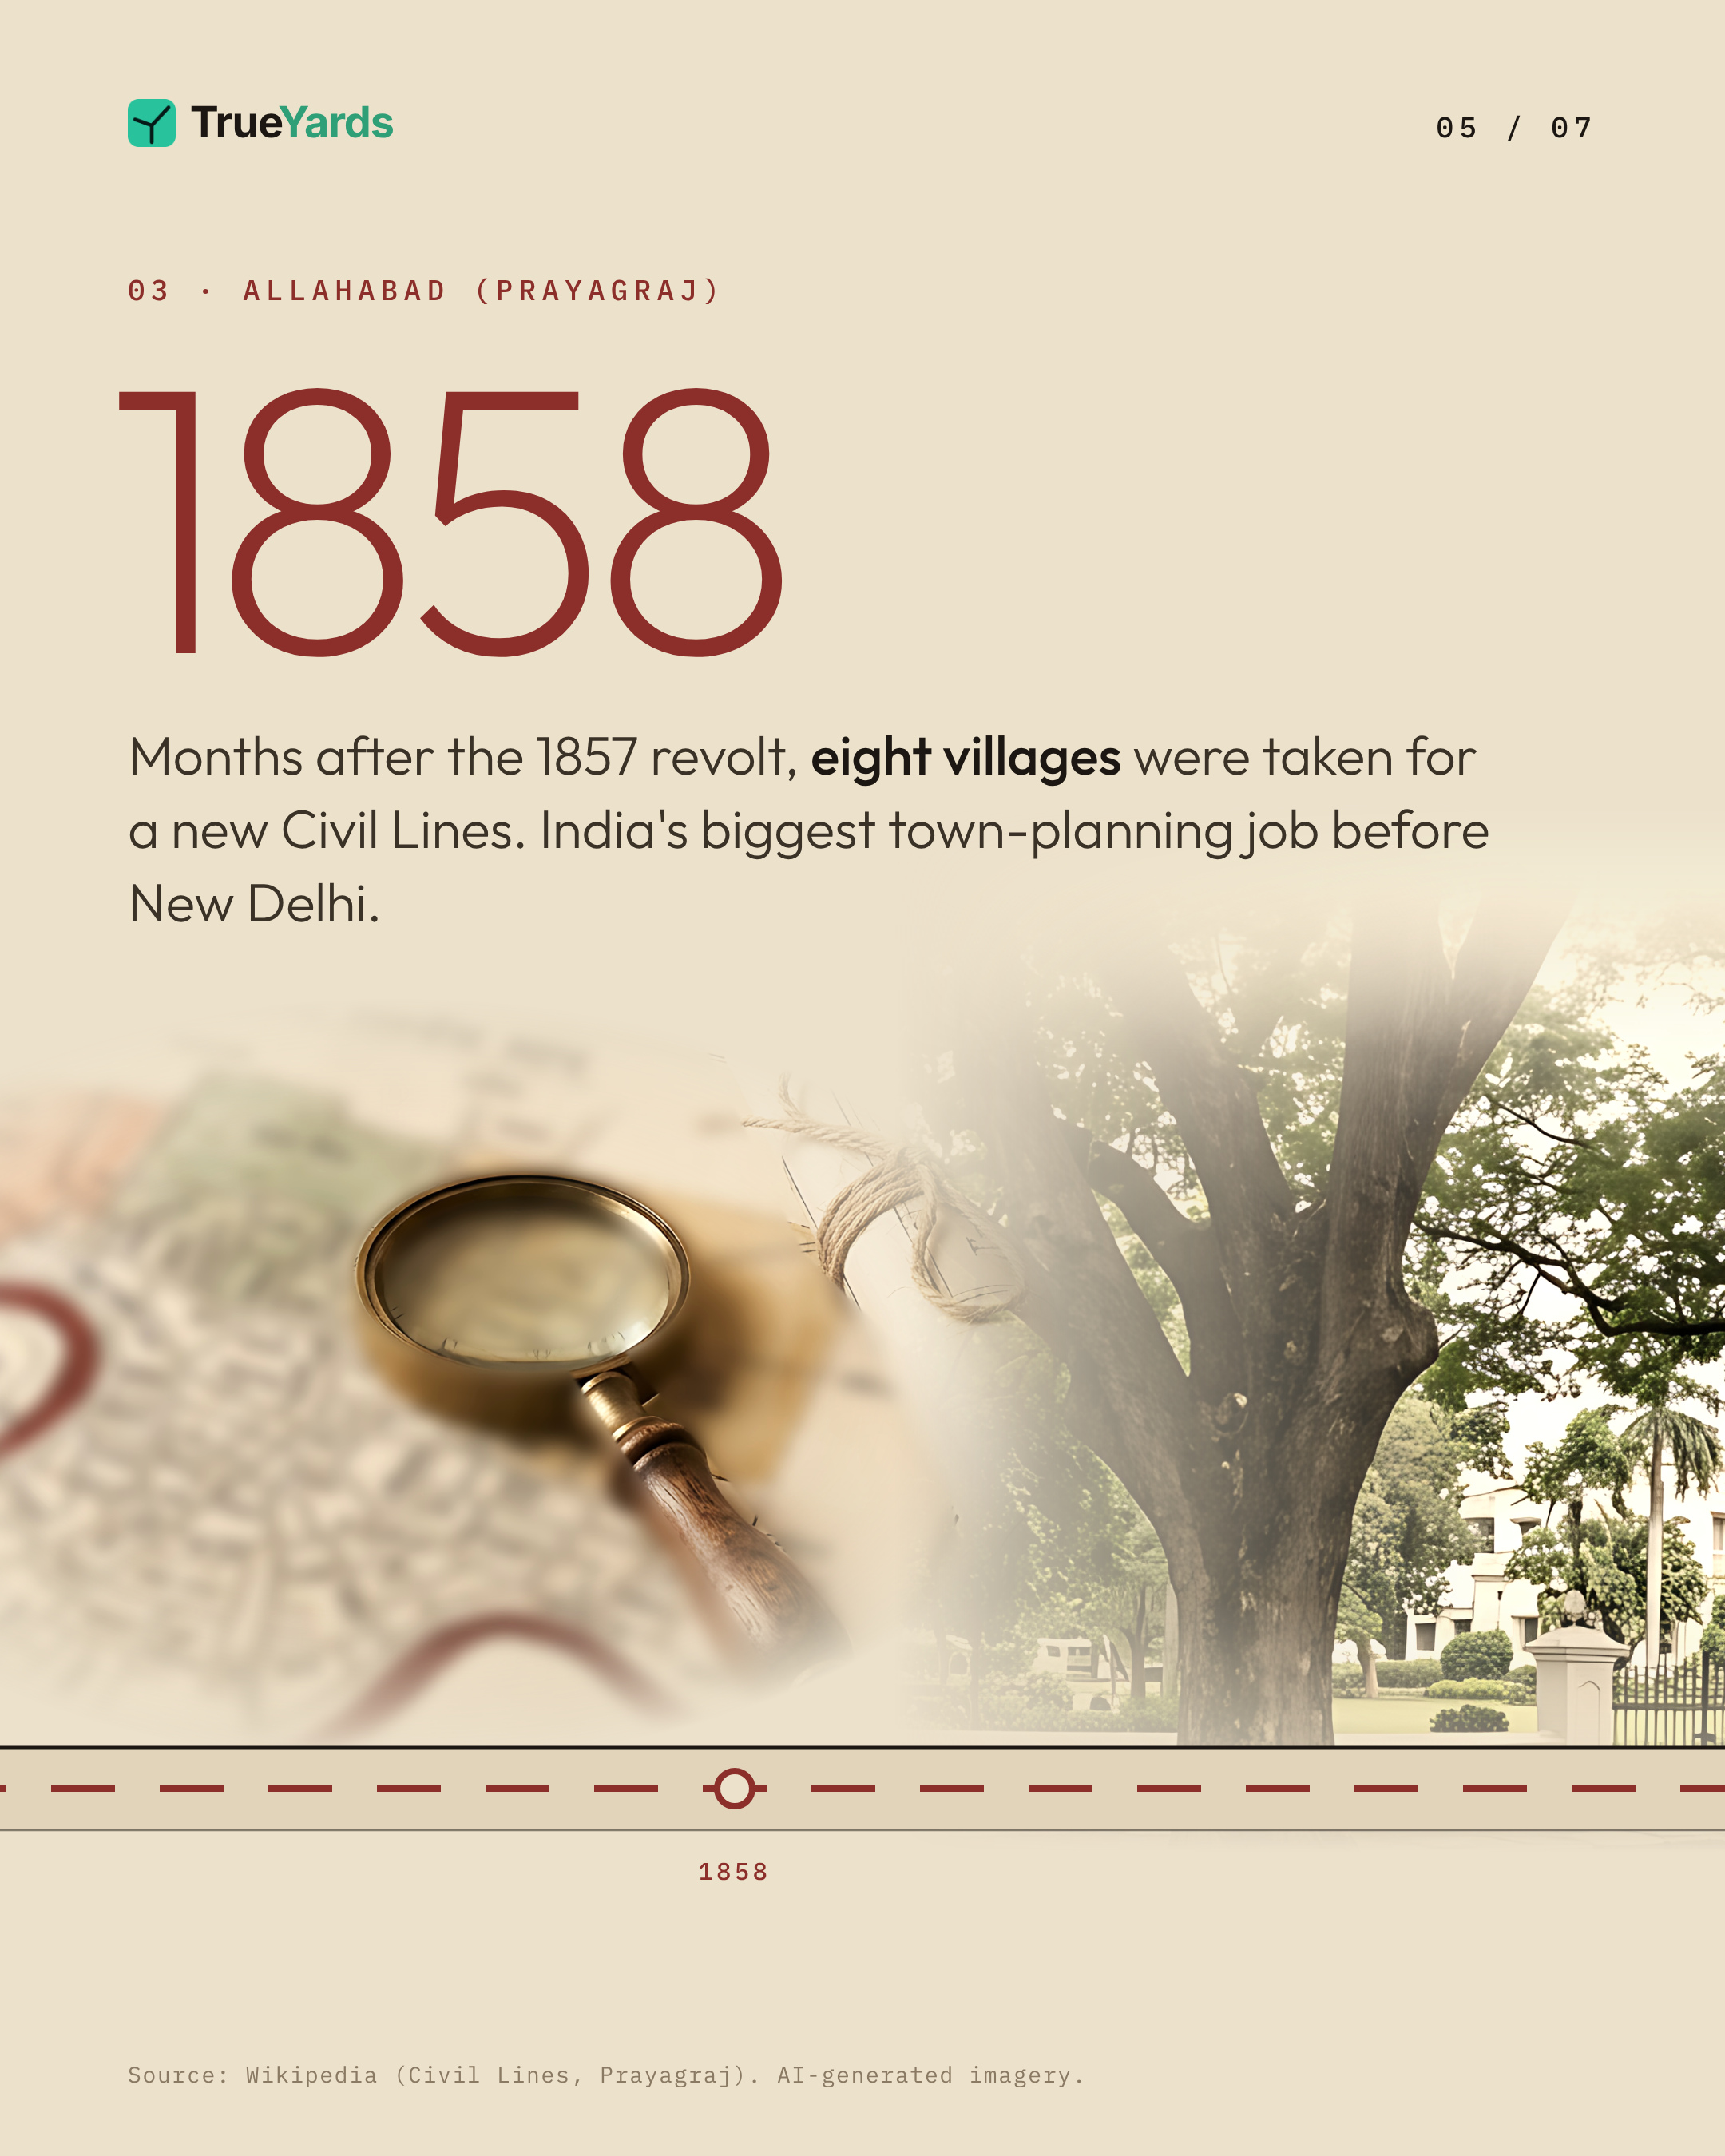 TrueYards
05 / 07
03 · ALLAHABAD (PRAYAGRAJ)
1858
Months after the 1857 revolt, eight villages were taken for
a new Civil Lines. India's biggest town-planning job before
New Delhi.
1858
Source: Wikipedia (Civil Lines, Prayagraj). AI-generated imagery.